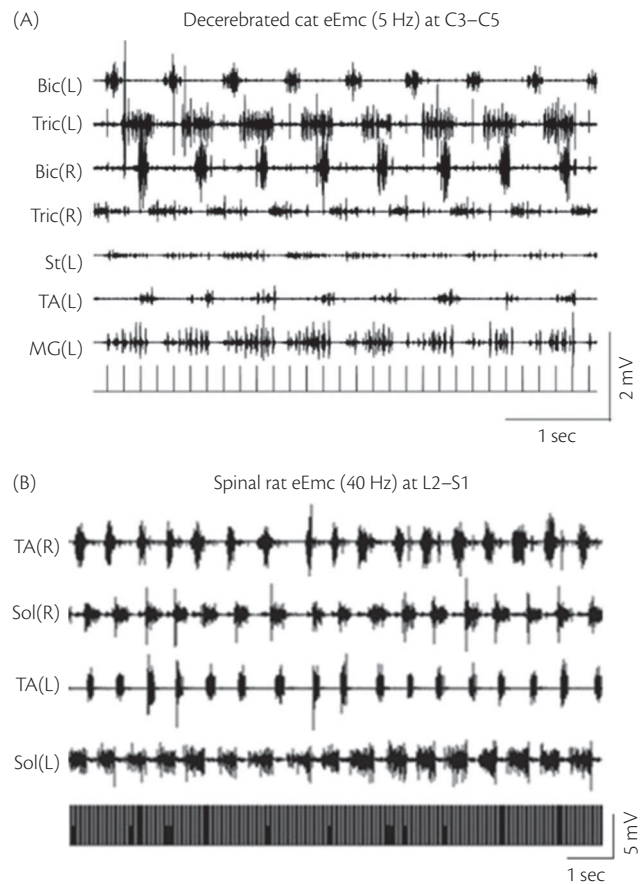 (A) Decerebrated cat eEmc (5 Hz) at C3–C5
Bic(L)
Tric(L)
Bic(R)
Tric(R)
St(L)
TA(L)
MG(L)
2 mV
1 sec
(B) Spinal rat eEmc (40 Hz) at L2–S1
TA(R)
Sol(R)
TA(L)
Sol(L)
5 mV
1 sec